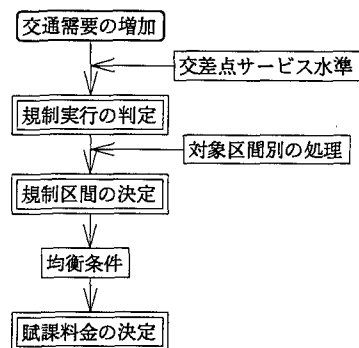 交通需要の増加
交差点サービス水準
規制実行の判定
対象区間別の処理
規制区間の決定
均衡条件
賦課料金の決定